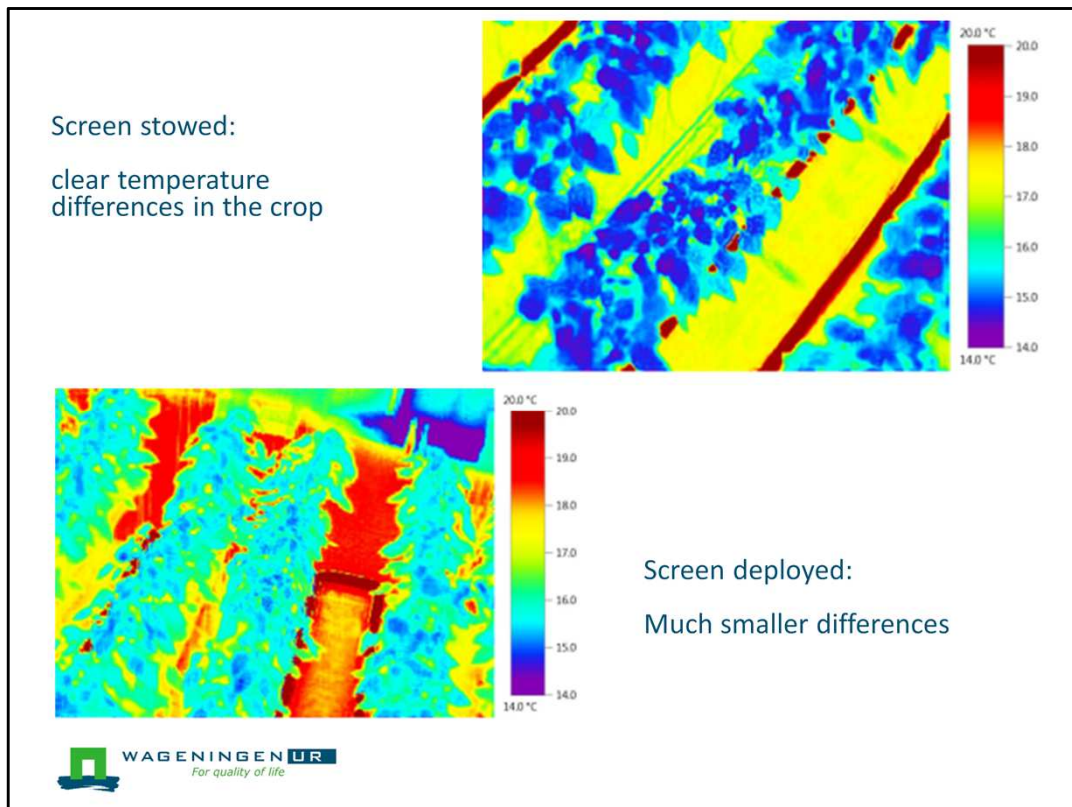 Screen stowed:
clear temperature
differences in the crop
20.0 °C
20.0
19.0
18.0
17.0
16.0
15.0
14.0
14.0 °C
20.0 °C
20.0
19.0
18.0
17.0
16.0
15.0
14.0
14.0 °C
Screen deployed:
Much smaller differences
WAGENINGEN UR
For quality of life